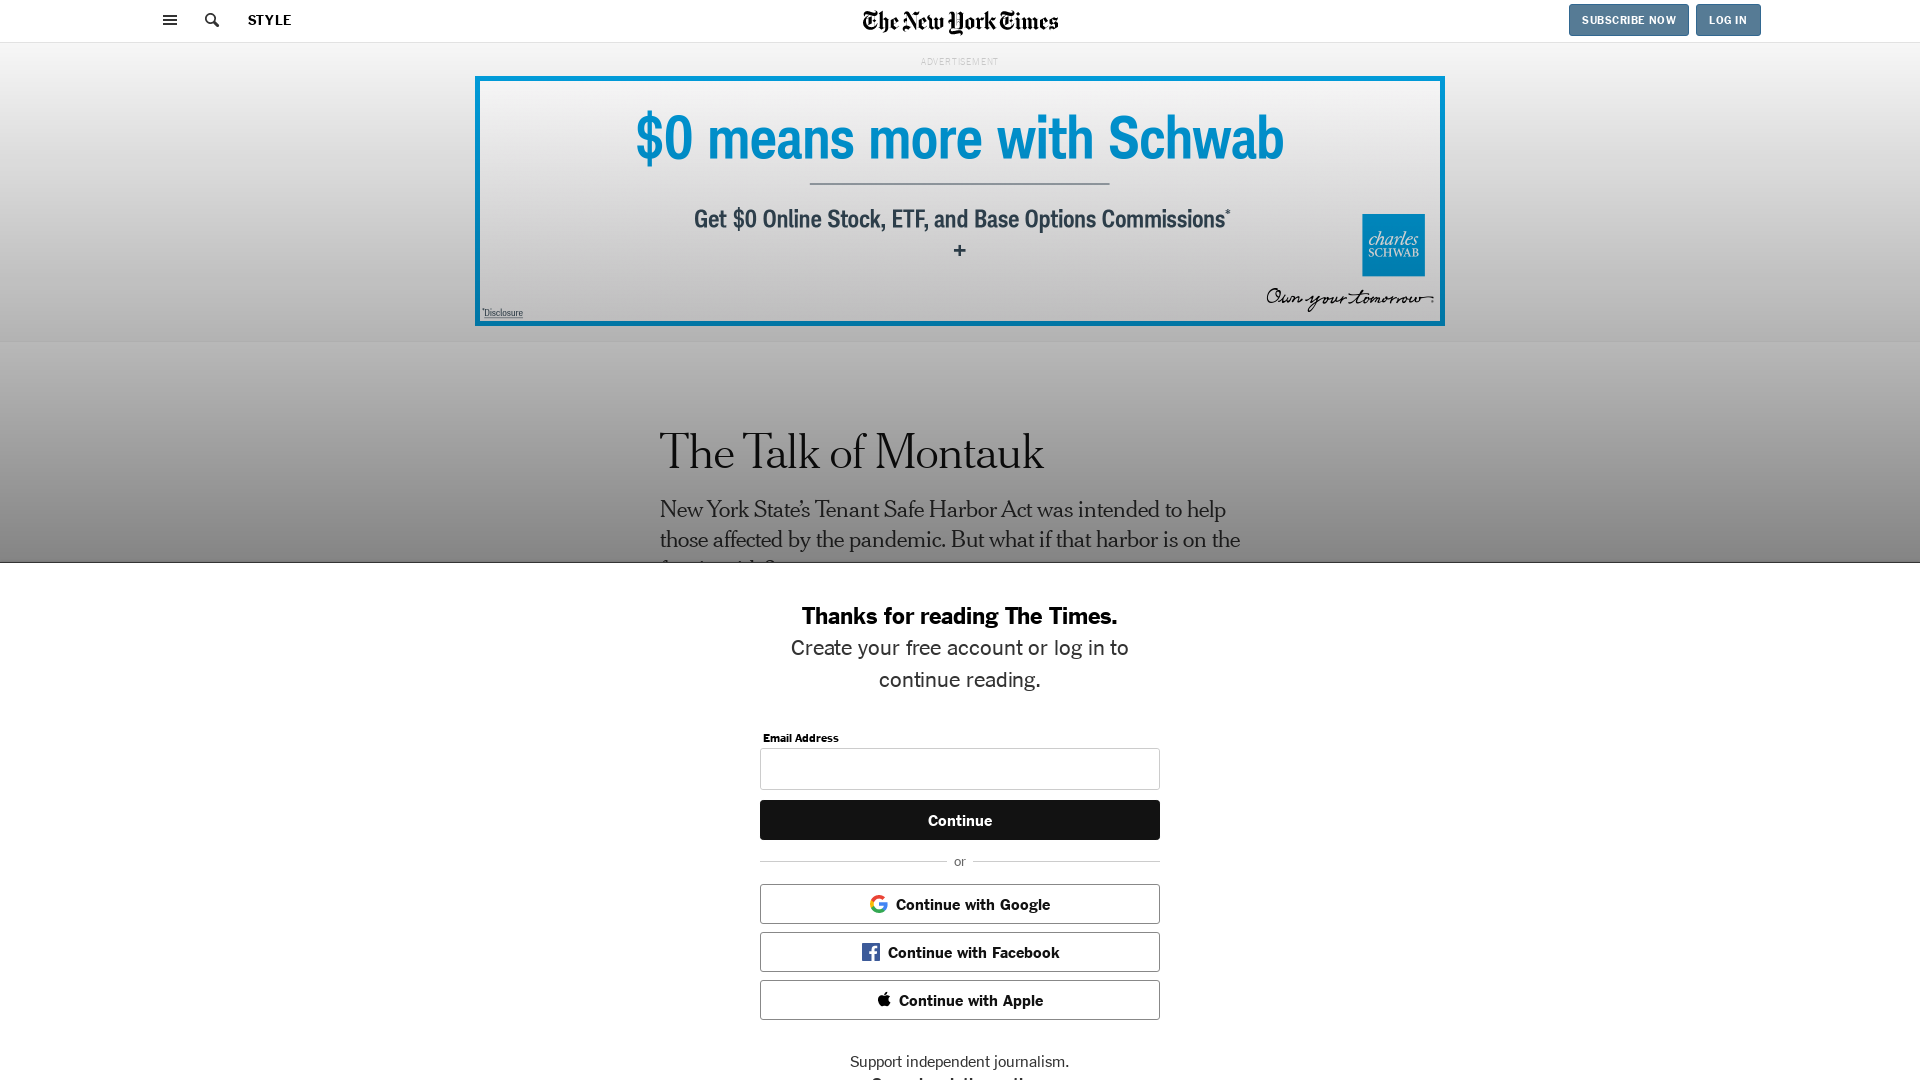 STYLE
The New York Times
SUBSCRIBE NOW
LOG IN
ADVERTISEMENT
$0 means more with Schwab
Get $0 Online Stock, ETF, and Base Options Commissions*
+
charles
SCHWAB
Own your tomorrow
*Disclosure
The Talk of Montauk
New York State’s Tenant Safe Harbor Act was intended to help
those affected by the pandemic. But what if that harbor is on the
Thanks for reading The Times.
Create your free account or log in to
continue reading.
Email Address
Continue
or
Continue with Google
Continue with Facebook
Continue with Apple
Support independent journalism.